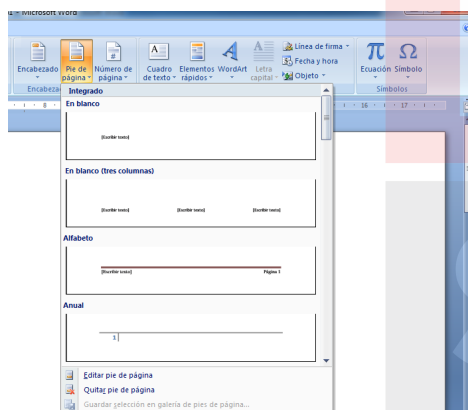 1 - Microsoft Word
Encabezado Pie de página Número de página Cuadro de texto Elementos rápidos WordArt Letra capital Línea de firma Ecuación Símbolo
Fecha y hora
Objeto
Encabeza Símbolos
8 16 17
Integrado
En blanco
[Escribir texto]
En blanco (tres columnas)
[Escribir texto] [Escribir texto] [Escribir texto]
Alfabeto
[Escribir texto] Página 1
Anual
1
Editar pie de página
Quitar pie de página
Guardar selección en galería de pies de página...